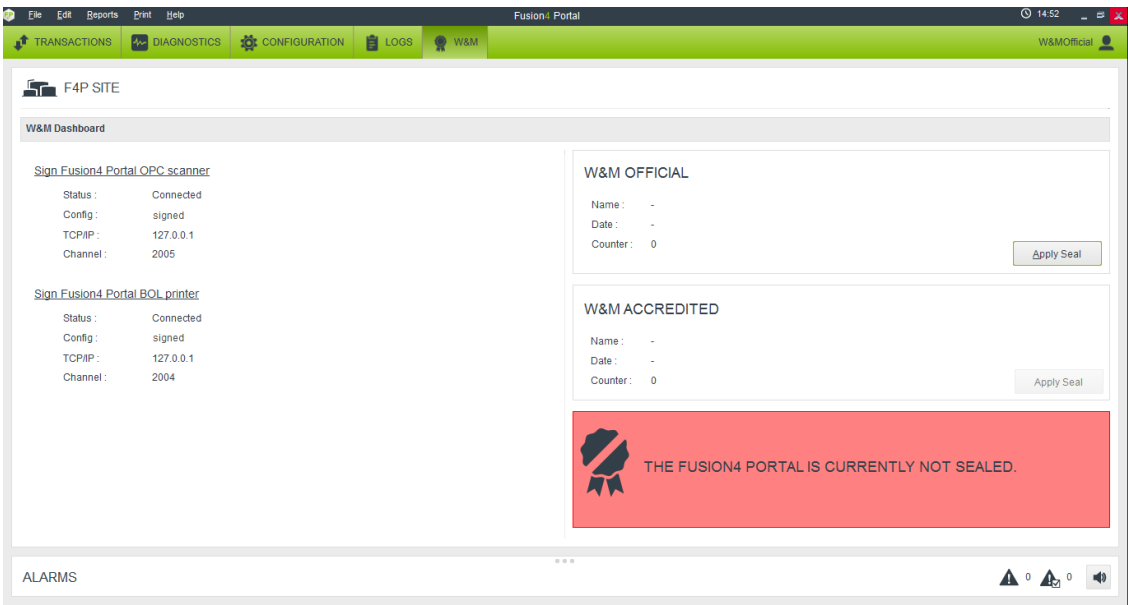 FP File Edit Reports Print Help Fusion4 Portal 14:52
TRANSACTIONS DIAGNOSTICS CONFIGURATION LOGS W&M W&MOfficial
F4P SITE
W&M Dashboard
Sign Fusion4 Portal OPC scanner
Status : Connected
Config : signed
TCP/IP : 127.0.0.1
Channel : 2005
Sign Fusion4 Portal BOL printer
Status : Connected
Config : signed
TCP/IP : 127.0.0.1
Channel : 2004
W&M OFFICIAL
Name : -
Date : -
Counter : 0
Apply Seal
W&M ACCREDITED
Name : -
Date : -
Counter : 0
Apply Seal
THE FUSION4 PORTAL IS CURRENTLY NOT SEALED.
ALARMS 0 0